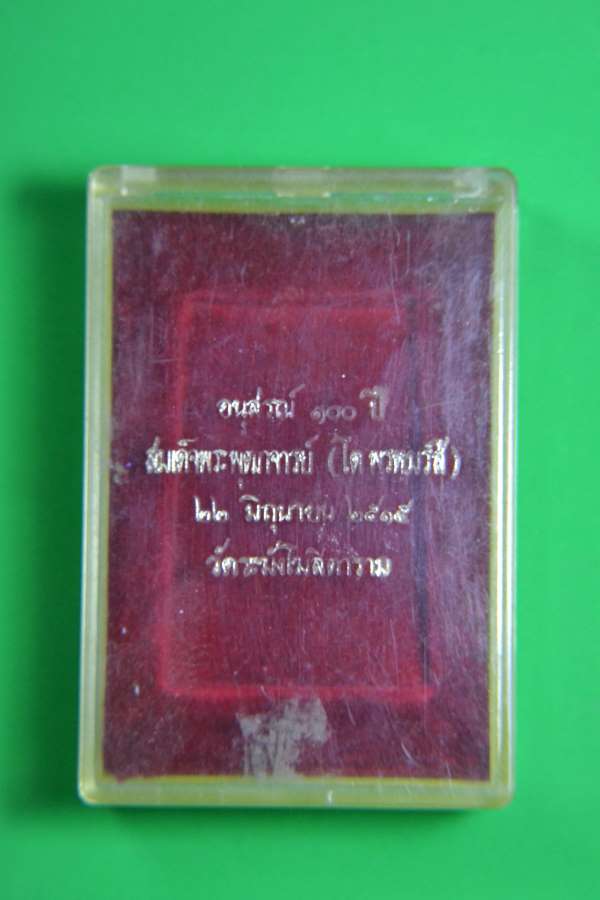 อนุสรณ์ ๑๐๐ ปี
สมเด็จพระพุฒาจารย์ (โต พรหมรังสี)
๒๒ มิถุนายน ๒๕๑๕
วัดระฆังโฆสิตาราม